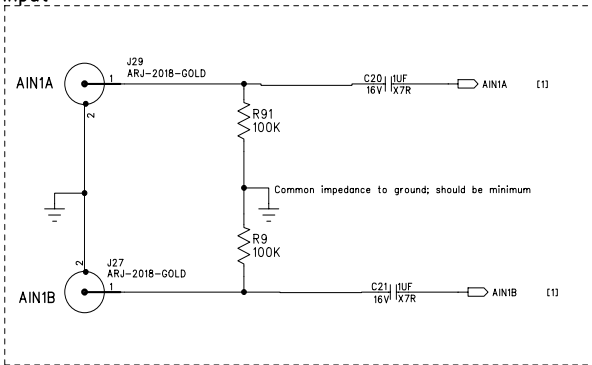 Input
J29
ARJ-2018-GOLD
AIN1A
1
2
C20
1UF
16V
X7R
AIN1A
[1]
R91
100K
Common impedance to ground; should be minimum
R9
100K
2
J27
ARJ-2018-GOLD
AIN1B
1
C21
1UF
16V
X7R
AIN1B
[1]